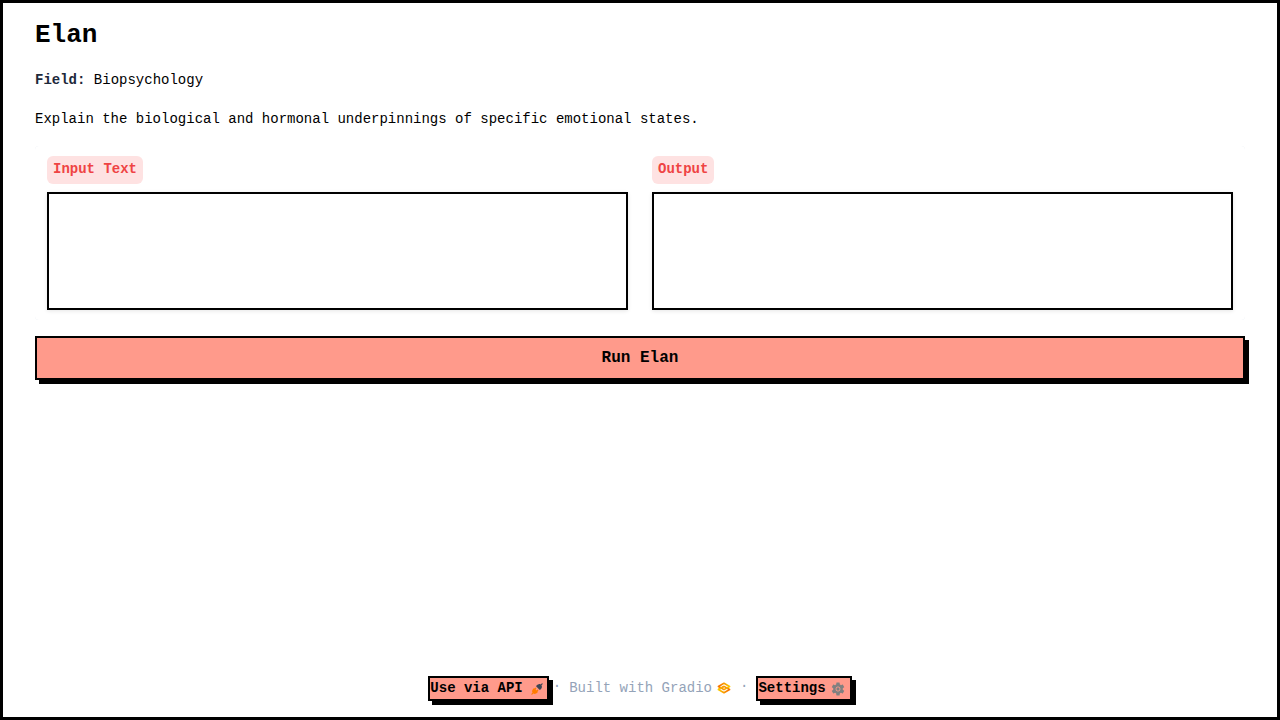 Elan
Field: Biopsychology
Explain the biological and hormonal underpinnings of specific emotional states.
Input Text
Output
Run Elan
Use via API · Built with Gradio · Settings